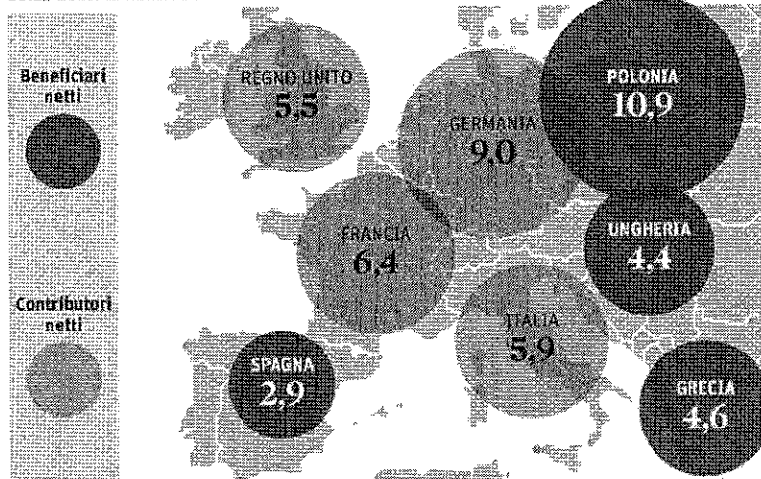 Beneficiari
netti
Contributori
netti
REGNO UNITO
5,5
GERMANIA
9,0
POLONIA
10,9
FRANCIA
6,4
UNGHERIA
4,4
ITALIA
5,9
SPAGNA
2,9
GRECIA
4,6